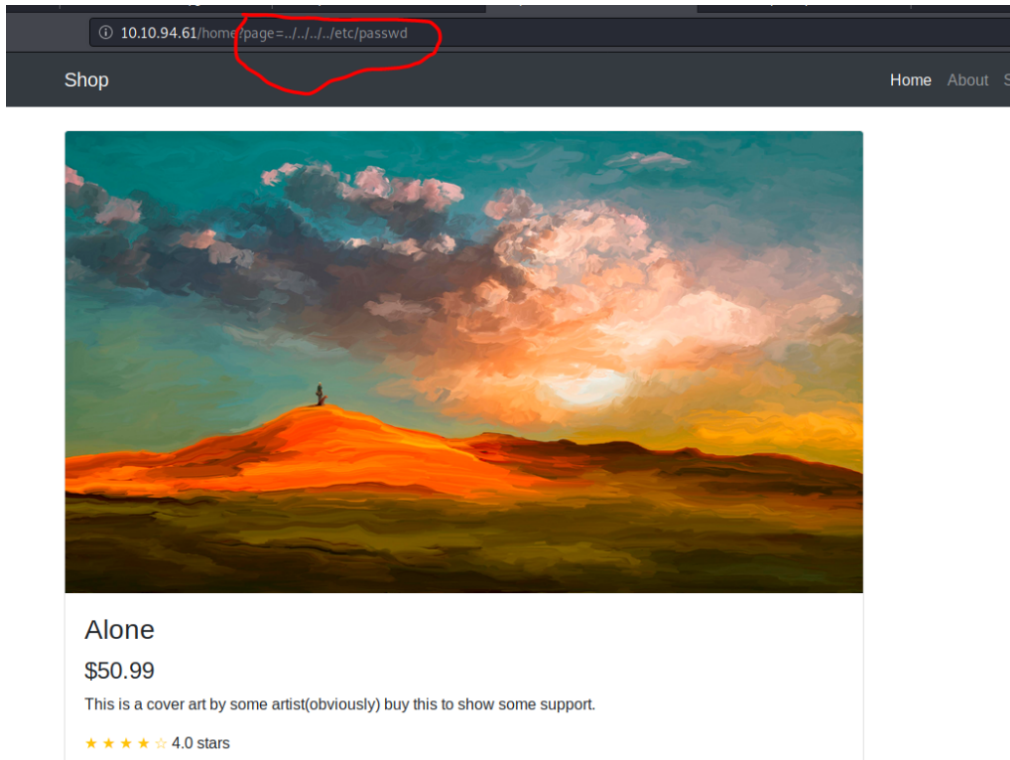 10.10.94.61/home?page=../../../../etc/passwd
Shop Home About S
Alone
$50.99
This is a cover art by some artist(obviously) buy this to show some support.
★ ★ ★ ★ ☆ 4.0 stars